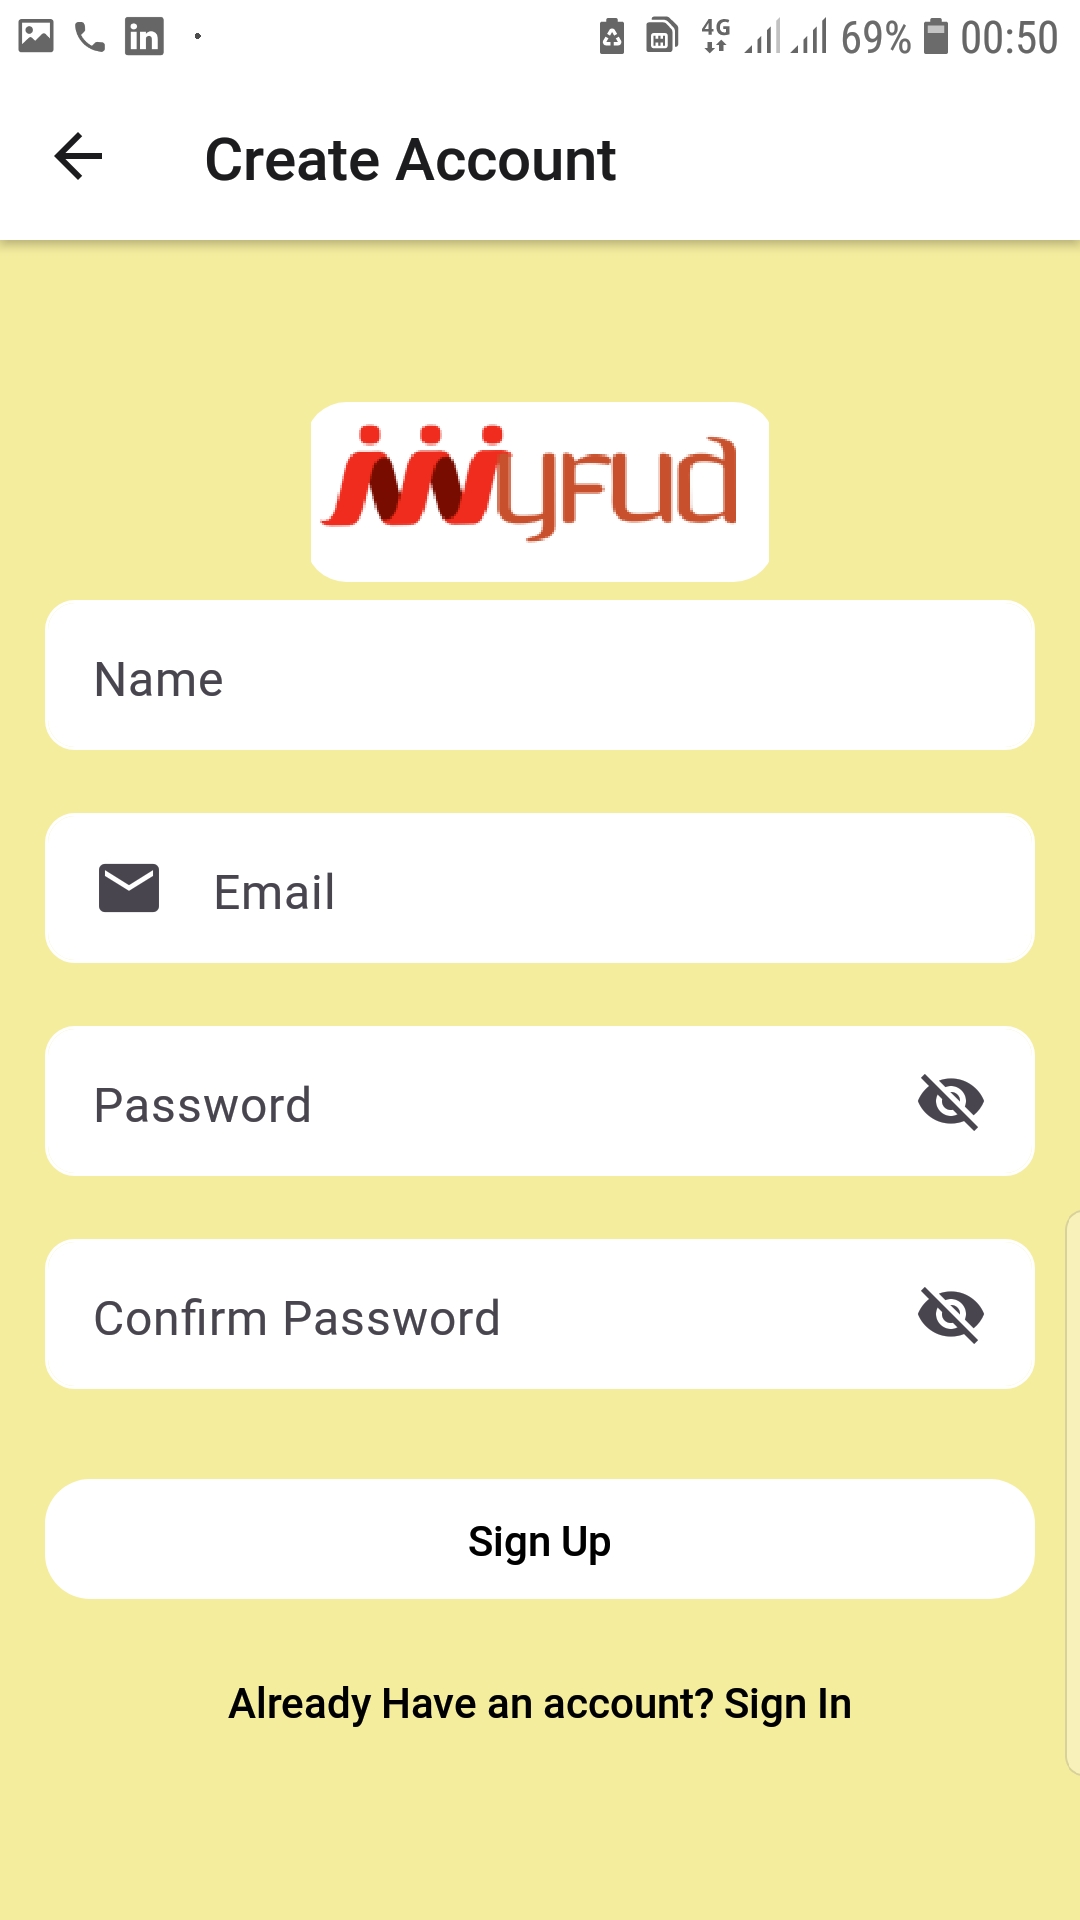 4G 69% 00:50
Create Account
myfud
Name
Email
Password
Confirm Password
Sign Up
Already Have an account? Sign In